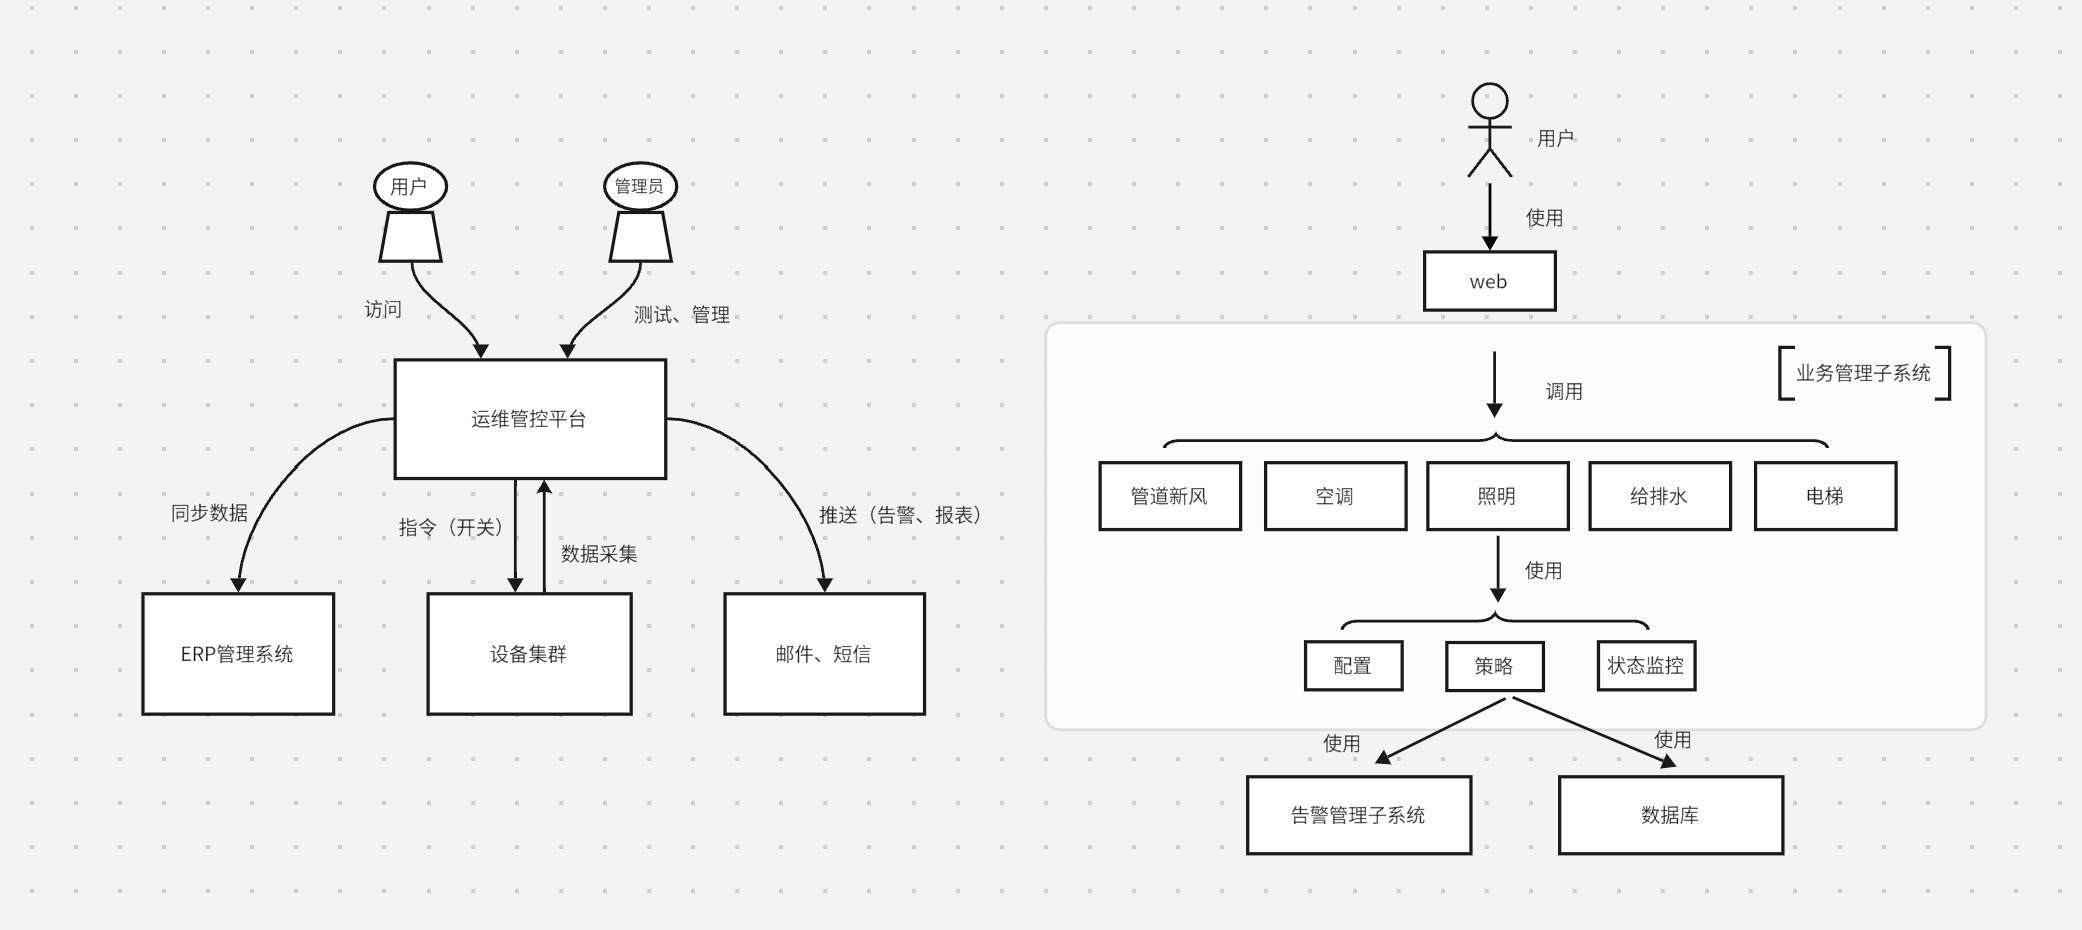 用户
管理员
访问
测试、管理
运维管控平台
同步数据
指令（开关）
数据采集
推送（告警、报表）
ERP管理系统
设备集群
邮件、短信
用户
使用
web
业务管理子系统
调用
管道新风
空调
照明
给排水
电梯
使用
配置
策略
状态监控
使用
使用
告警管理子系统
数据库